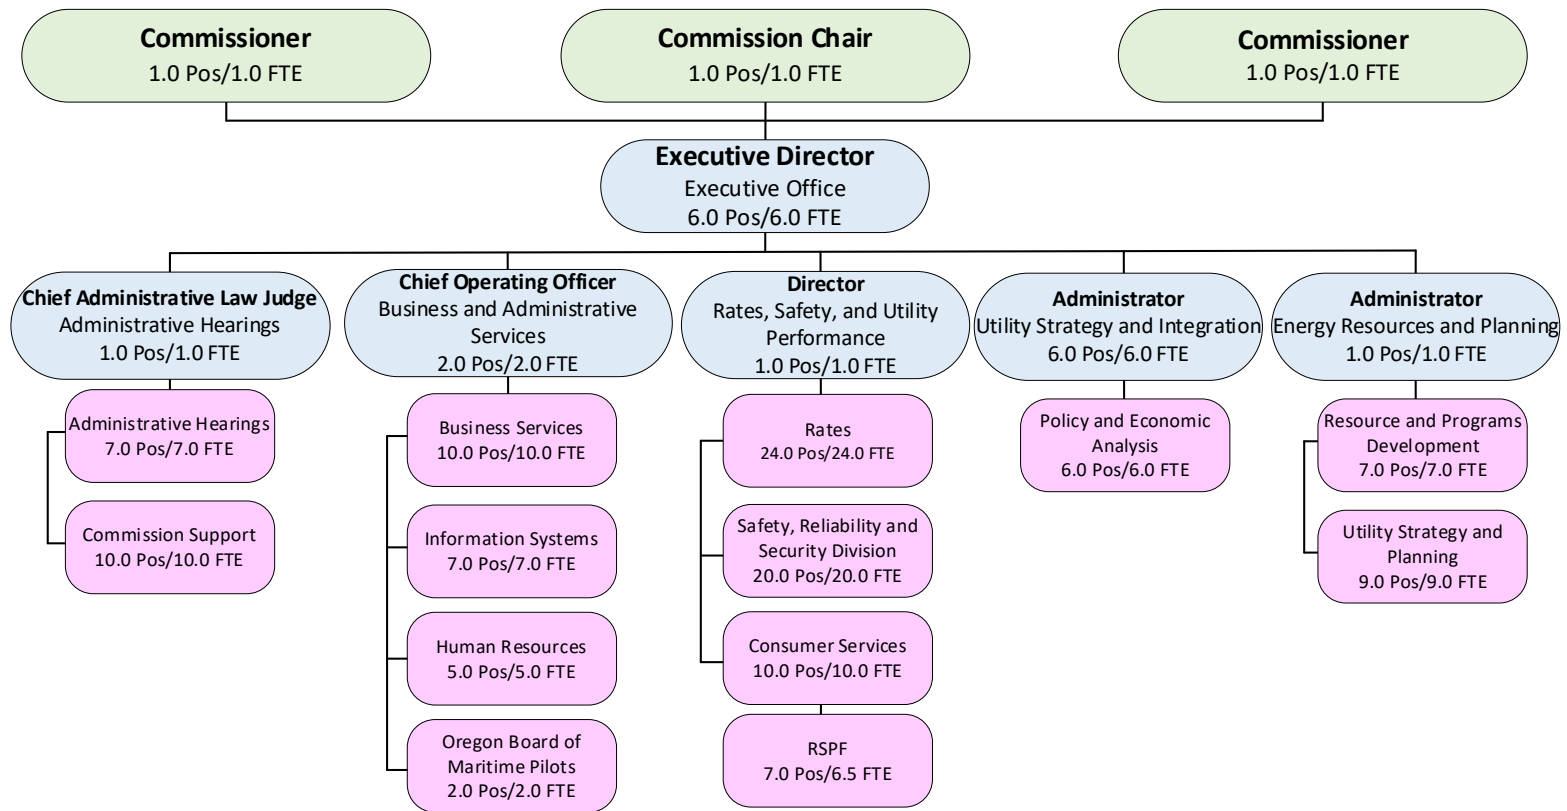 Commissioner
1.0 Pos/1.0 FTE
Commission Chair
1.0 Pos/1.0 FTE
Commissioner
1.0 Pos/1.0 FTE
Executive Director
Executive Office
6.0 Pos/6.0 FTE
Chief Administrative Law Judge
Administrative Hearings
1.0 Pos/1.0 FTE
Chief Operating Officer
Business and Administrative
Services
2.0 Pos/2.0 FTE
Director
Rates, Safety, and Utility
Performance
1.0 Pos/1.0 FTE
Administrator
Utility Strategy and Integration
6.0 Pos/6.0 FTE
Administrator
Energy Resources and Planning
1.0 Pos/1.0 FTE
Administrative Hearings
7.0 Pos/7.0 FTE
Commission Support
10.0 Pos/10.0 FTE
Business Services
10.0 Pos/10.0 FTE
Information Systems
7.0 Pos/7.0 FTE
Human Resources
5.0 Pos/5.0 FTE
Oregon Board of
Maritime Pilots
2.0 Pos/2.0 FTE
Rates
24.0 Pos/24.0 FTE
Safety, Reliability and
Security Division
20.0 Pos/20.0 FTE
Consumer Services
10.0 Pos/10.0 FTE
RSPF
7.0 Pos/6.5 FTE
Policy and Economic
Analysis
6.0 Pos/6.0 FTE
Resource and Programs
Development
7.0 Pos/7.0 FTE
Utility Strategy and
Planning
9.0 Pos/9.0 FTE